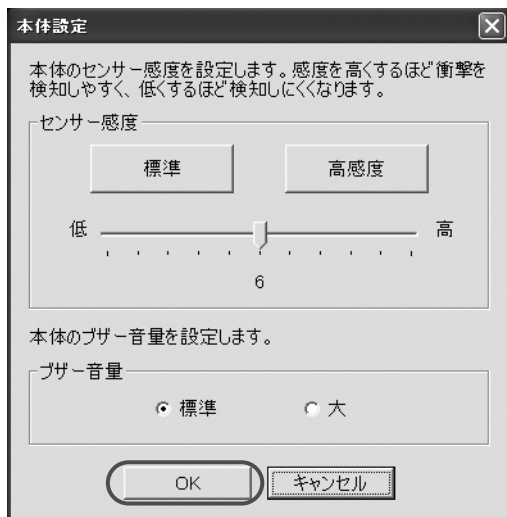 本体設定
本体のセンサー感度を設定します。感度を高くするほど衝撃を
検知しやすく、低くするほど検知しにくくなります。
センサー感度
標準 高感度
低 高
6
本体のブザー音量を設定します。
ブザー音量
標準 大
OK キャンセル